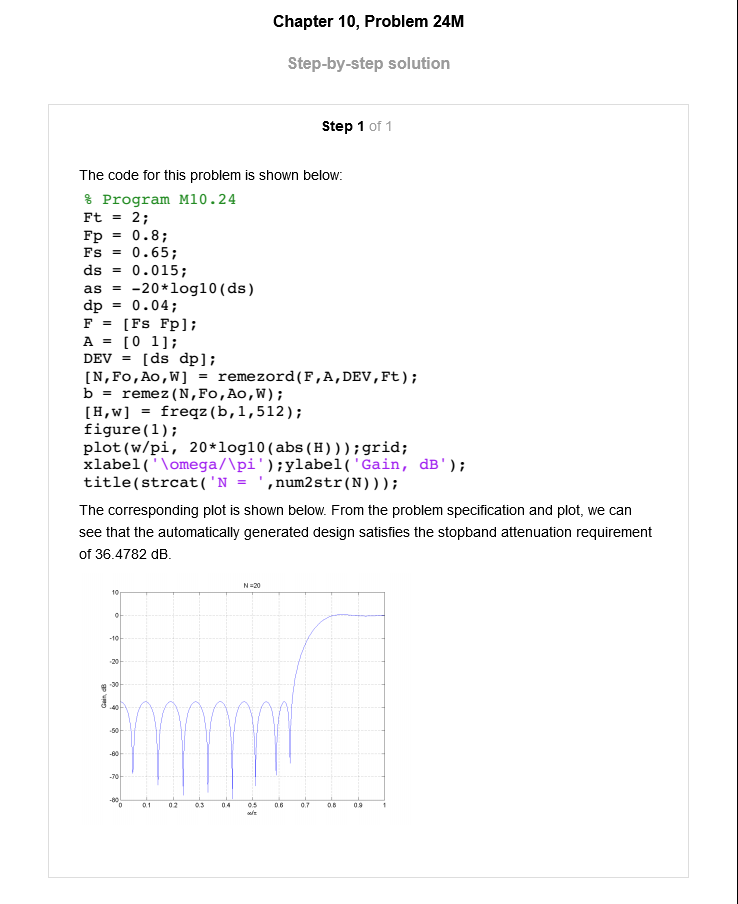 Chapter 10, Problem 24M
Step-by-step solution
Step 1 of 1
The code for this problem is shown below:
% Program M10.24
Ft = 2;
Fp = 0.8;
Fs = 0.65;
ds = 0.015;
as = -20*log10(ds)
dp = 0.04;
F = [Fs Fp];
A = [0 1];
DEV = [ds dp];
[N,Fo,Ao,W] = remezord(F,A,DEV,Ft);
b = remez(N,Fo,Ao,W);
[H,w] = freqz(b,1,512);
figure(1);
plot(w/pi, 20*log10(abs(H)));grid;
xlabel('\omega/\pi');ylabel('Gain, dB');
title(strcat('N = ',num2str(N)));
The corresponding plot is shown below. From the problem specification and plot, we can
see that the automatically generated design satisfies the stopband attenuation requirement
of 36.4782 dB.
N =20
10
0
-10
-20
-30
-40
-50
-60
-70
-80
Gain, dB
0 0.1 0.2 0.3 0.4 0.5 0.6 0.7 0.8 0.9 1
ω/π